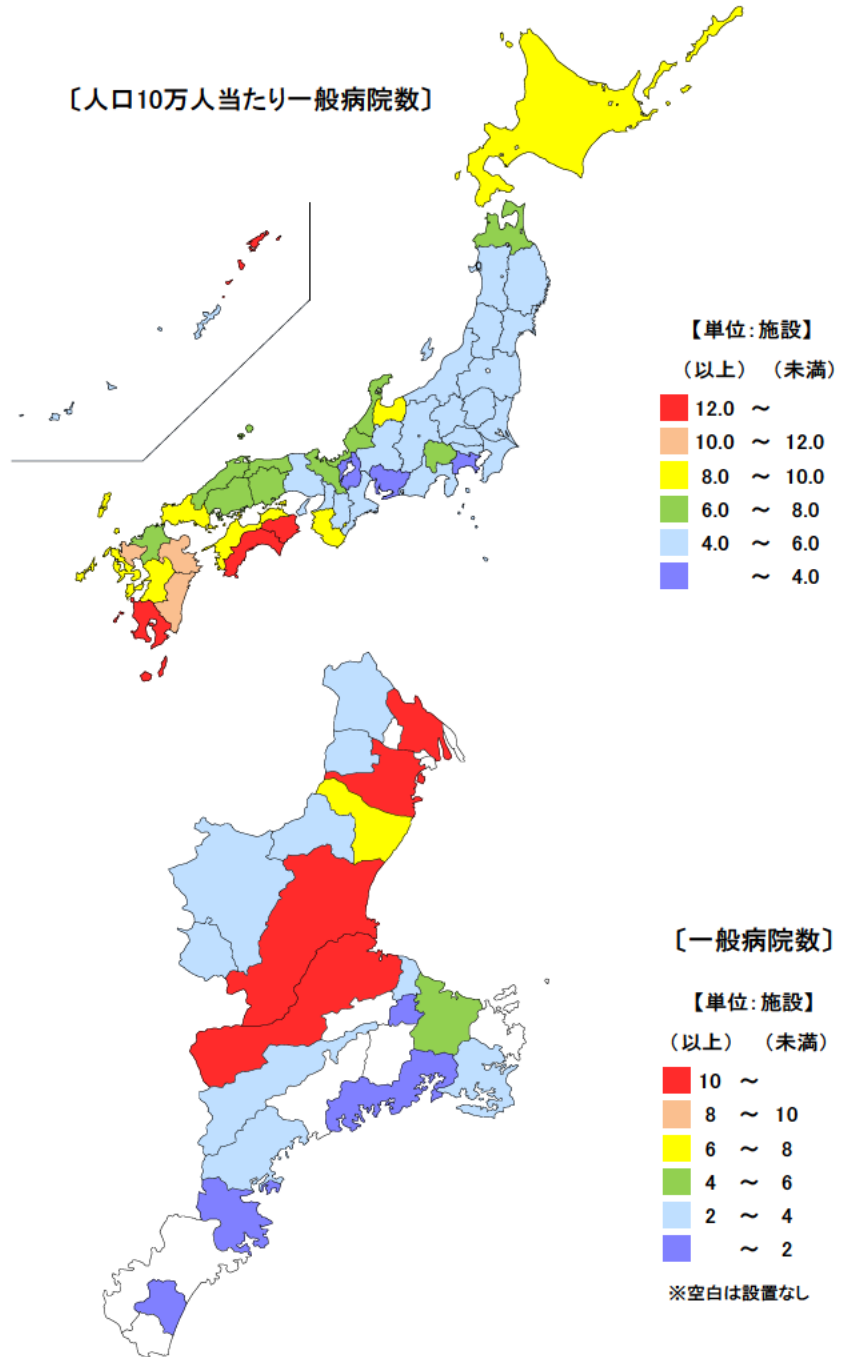 〔人口10万人当たり一般病院数〕
【単位:施設】
(以上) (未満)
12.0 ～
10.0 ～ 12.0
8.0 ～ 10.0
6.0 ～ 8.0
4.0 ～ 6.0
～ 4.0
〔一般病院数〕
【単位:施設】
(以上) (未満)
10 ～
8 ～ 10
6 ～ 8
4 ～ 6
2 ～ 4
～ 2
※空白は設置なし